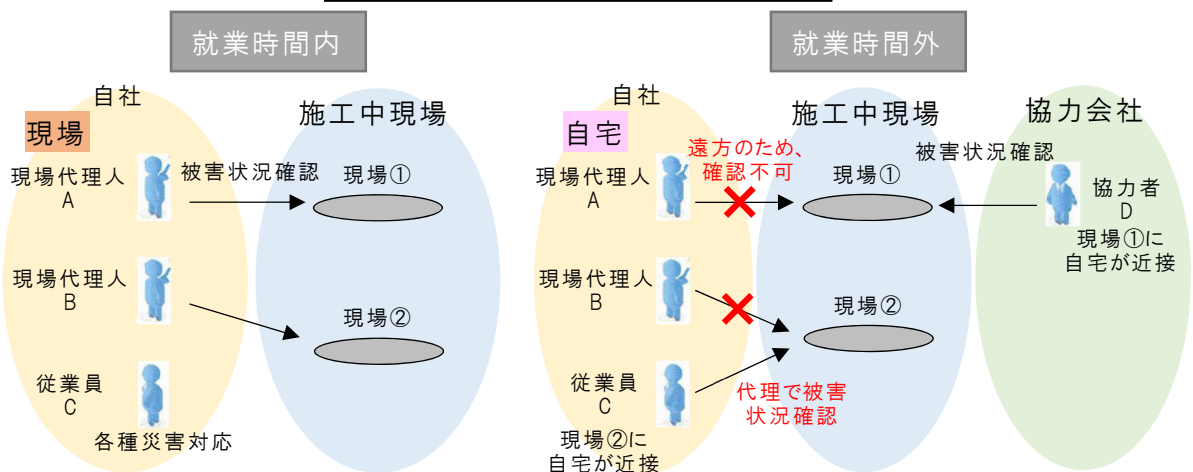 就業時間内
自社
現場
施工中現場
現場代理人
A
被害状況確認
現場①
現場代理人
B
現場②
従業員
C
各種災害対応
就業時間外
自社
自宅
施工中現場
協力会社
現場代理人
A
遠方のため、
確認不可
現場①
被害状況確認
協力者
D
現場①に
自宅が近接
現場代理人
B
現場②
従業員
C
現場②に
自宅が近接
代理で被害
状況確認